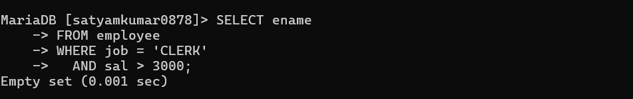 MariaDB [satyamkumar0878]> SELECT ename
    -> FROM employee
    -> WHERE job = 'CLERK'
    ->   AND sal > 3000;
Empty set (0.001 sec)